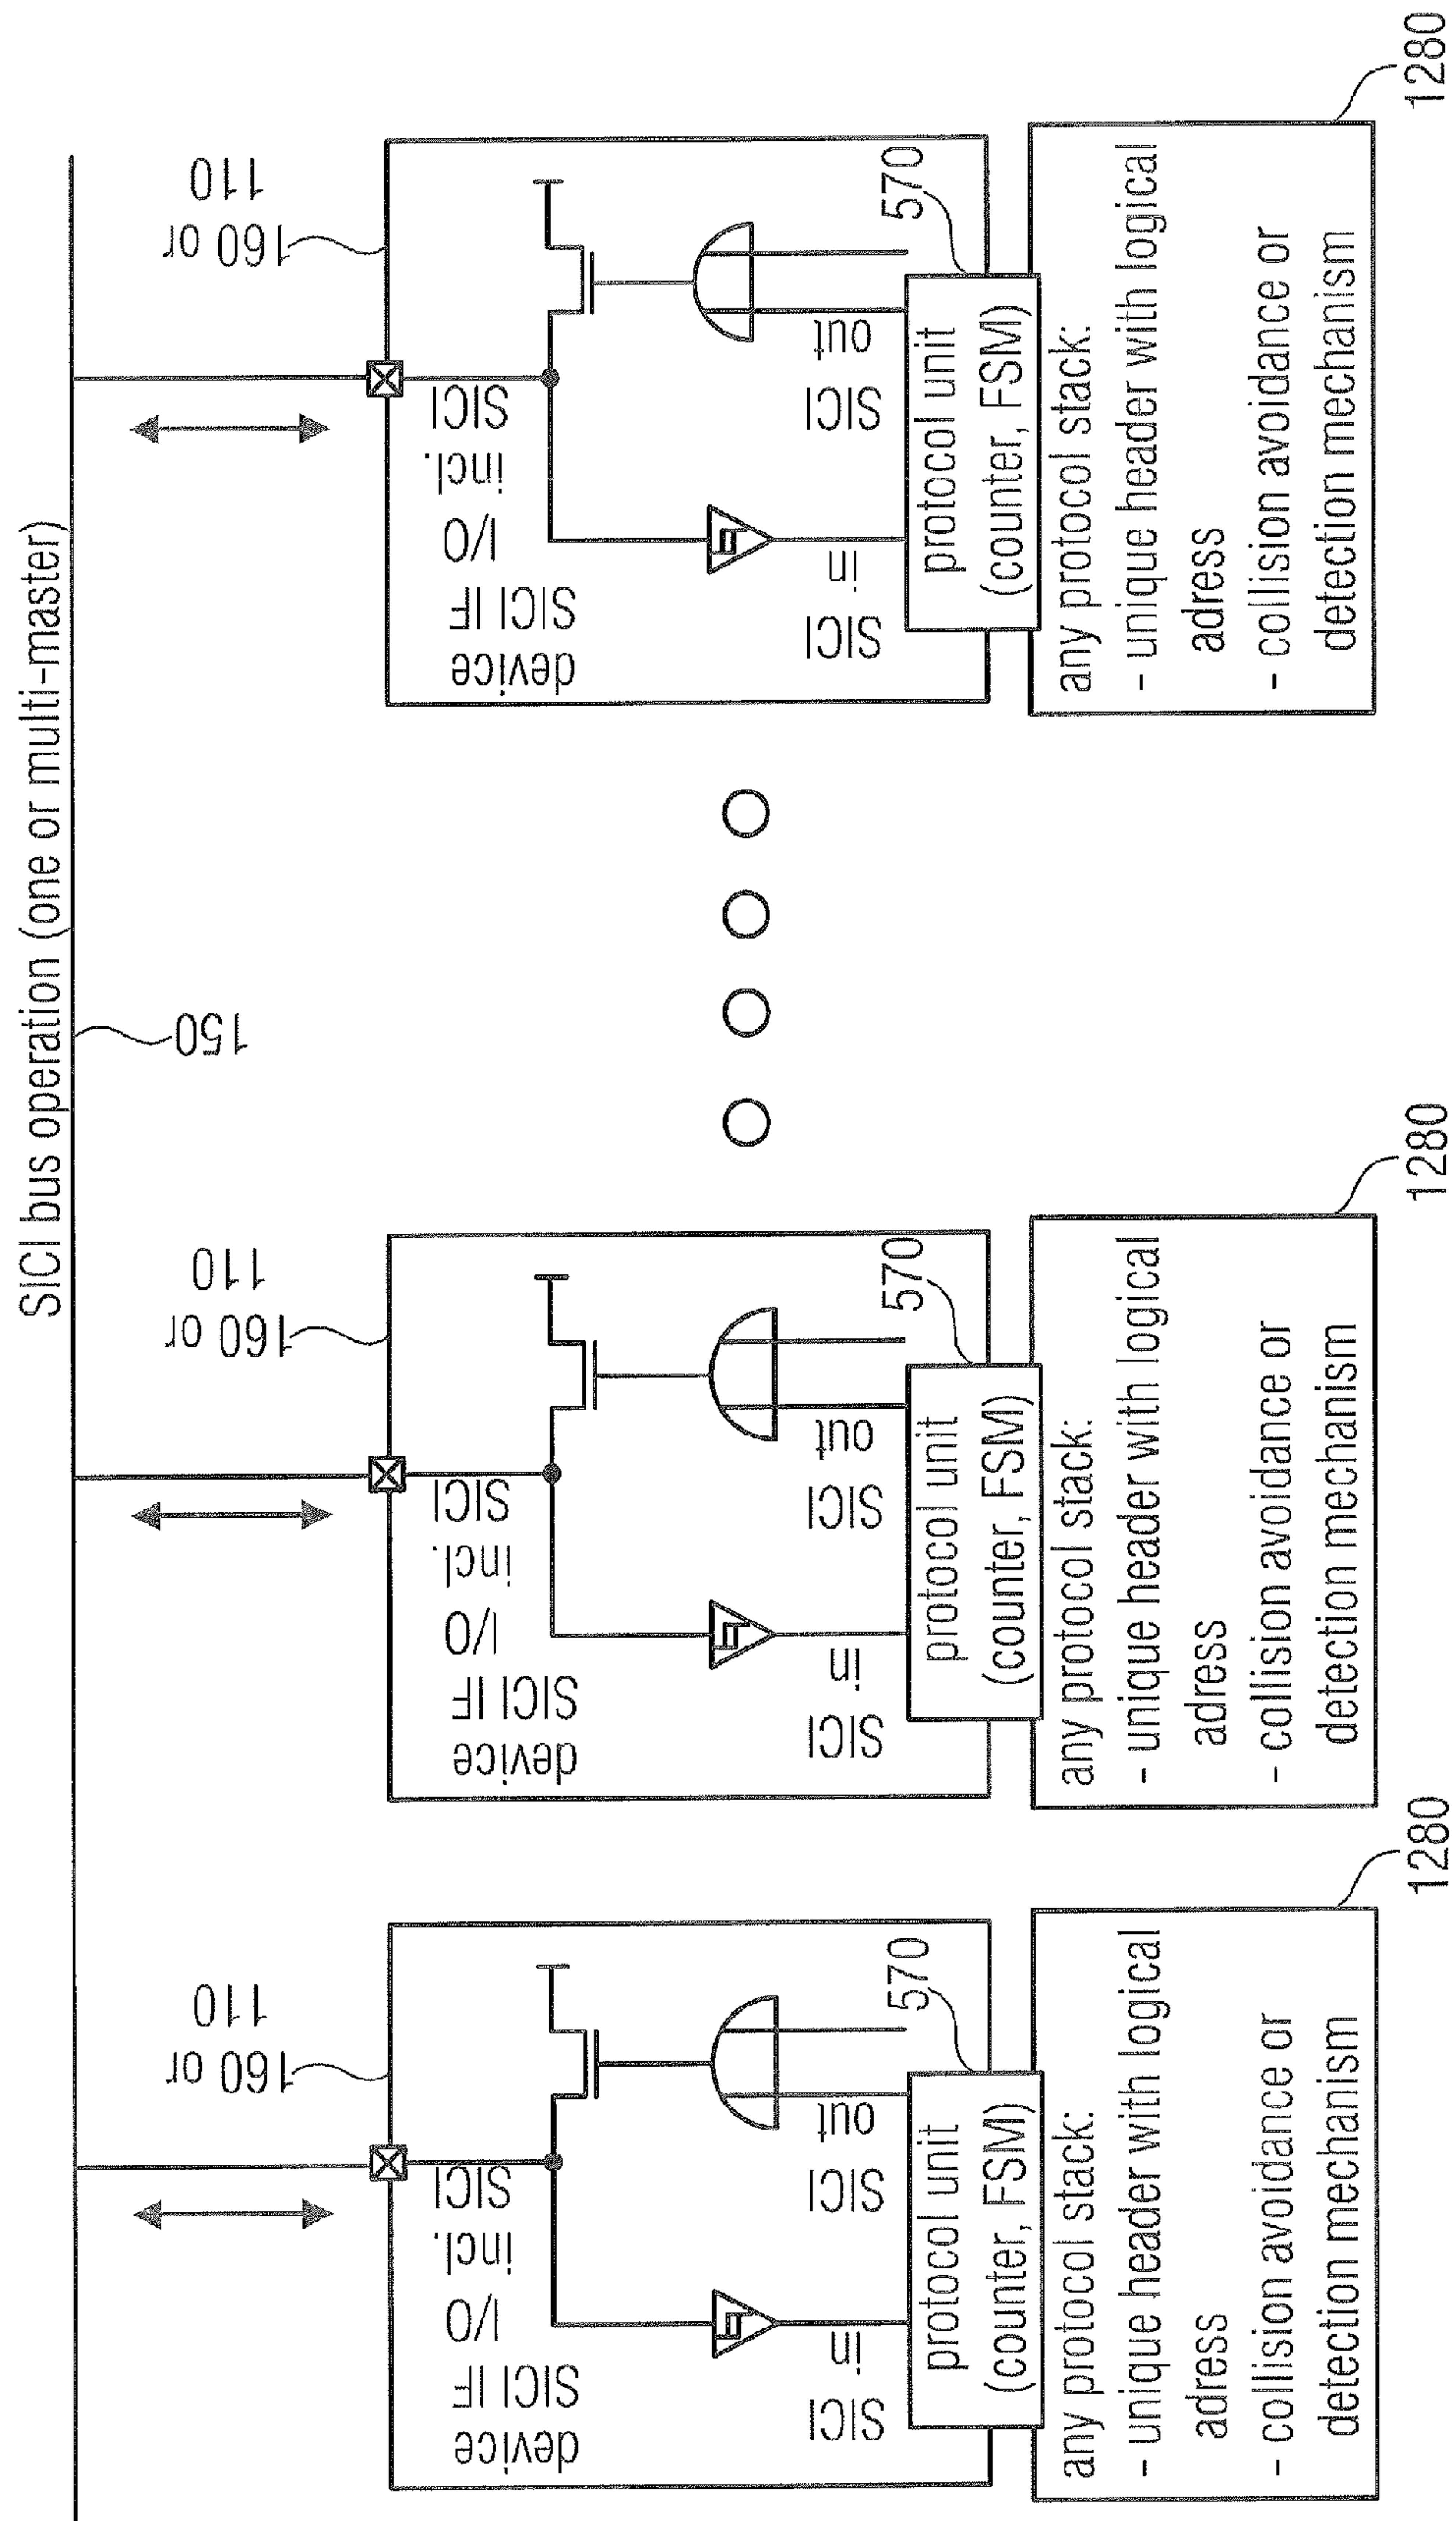 SICI bus operation (one or multi-master)
150
160 or
110
device
SICI IF
I/O
incl.
SICI
SICI
in
SICI
out
570
protocol unit
(counter, FSM)
any protocol stack:
- unique header with logical
adress
- collision avoidance or
detection mechanism
1280
160 or
110
device
SICI IF
I/O
incl.
SICI
SICI
in
SICI
out
570
protocol unit
(counter, FSM)
any protocol stack:
- unique header with logical
adress
- collision avoidance or
detection mechanism
1280
160 or
110
device
SICI IF
I/O
incl.
SICI
SICI
in
SICI
out
570
protocol unit
(counter, FSM)
any protocol stack:
- unique header with logical
adress
- collision avoidance or
detection mechanism
1280